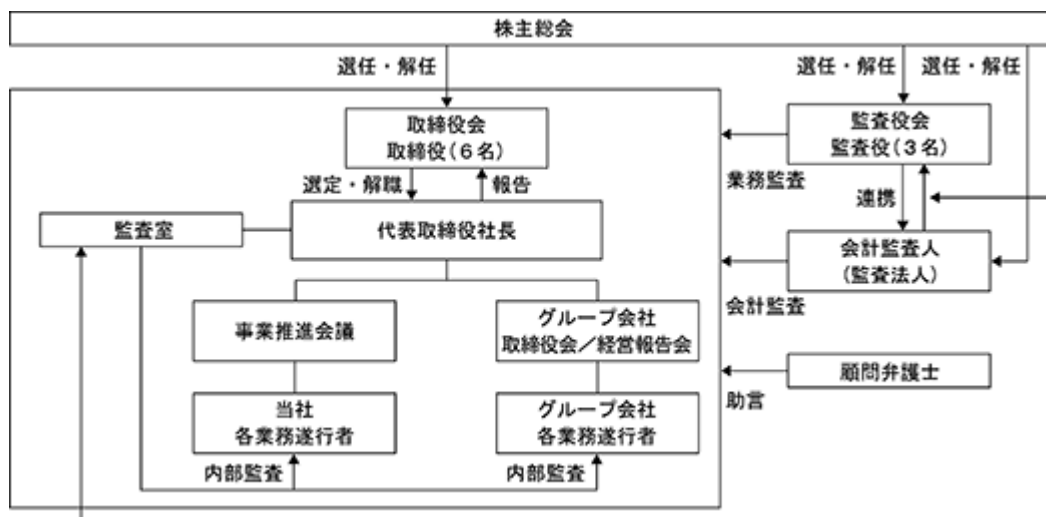 株主総会
選任・解任
選任・解任
選任・解任
取締役会
取締役(6名)
監査役会
監査役(3名)
業務監査
選定・解職
報告
連携
監査室
代表取締役社長
会計監査人
(監査法人)
会計監査
事業推進会議
グループ会社
取締役会/経営報告会
顧問弁護士
助言
当社
各業務遂行者
グループ会社
各業務遂行者
内部監査
内部監査